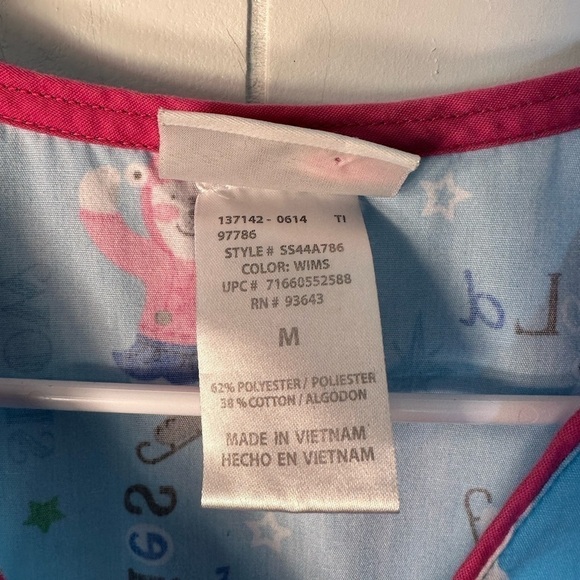 137142 - 0614 TI
97786
STYLE # SS44A786
COLOR: WIMS
UPC # 71660552588
RN # 93643
M
62% POLYESTER / POLIESTER
38% COTTON / ALGODON
MADE IN VIETNAM
HECHO EN VIETNAM